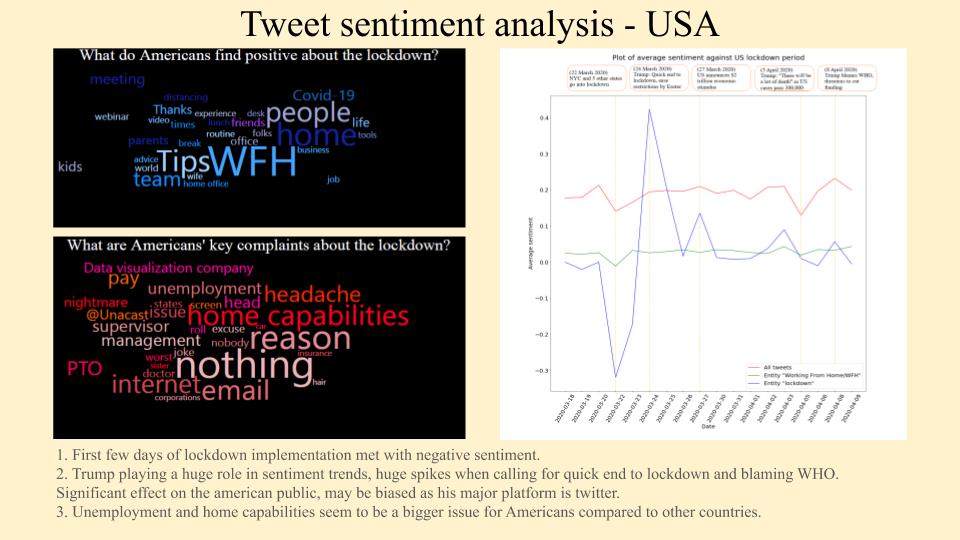 Tweet sentiment analysis - USA
What do Americans find positive about the lockdown?
meeting
distancing
Covid-19
webinar
Thanks
experience
desk
people
life
video
times
lunch
friends
routine
folks
home
tools
parents
break
office
business
kids
advice
world
Tips
WFH
wife
team
home office
job
What are Americans' key complaints about the lockdown?
Data visualization company
pay
unemployment
headache
nightmare
states
screen
head
@Unacast
issue
home capabilities
supervisor
roll
excuse
car
management
nobody
reason
worst
joke
insurance
PTO
sister
doctor
nothing
internet
hair
corporations
email
Plot of average sentiment against US lockdown period
(22 March 2020)
NYC and 5 other states
go into lockdown
(24 March 2020)
Trump: Quick end to
lockdown, ease
restrictions by Easter
(27 March 2020)
US announces $2
trillion economic
stimulus
(5 April 2020)
Trump: "There will be
a lot of death" as US
cases pass 300,000
(8 April 2020)
Trump blames WHO,
threatens to cut
funding
0.4
0.3
0.2
0.1
0.0
−0.1
−0.2
−0.3
Average sentiment
All tweets
Entity "Working From Home/WFH"
Entity "lockdown"
2020-03-18
2020-03-19
2020-03-20
2020-03-22
2020-03-23
2020-03-24
2020-03-25
2020-03-26
2020-03-27
2020-03-30
2020-03-31
2020-04-01
2020-04-02
2020-04-03
2020-04-05
2020-04-06
2020-04-08
2020-04-09
Date
1. First few days of lockdown implementation met with negative sentiment.
2. Trump playing a huge role in sentiment trends, huge spikes when calling for quick end to lockdown and blaming WHO.
Significant effect on the american public, may be biased as his major platform is twitter.
3. Unemployment and home capabilities seem to be a bigger issue for Americans compared to other countries.